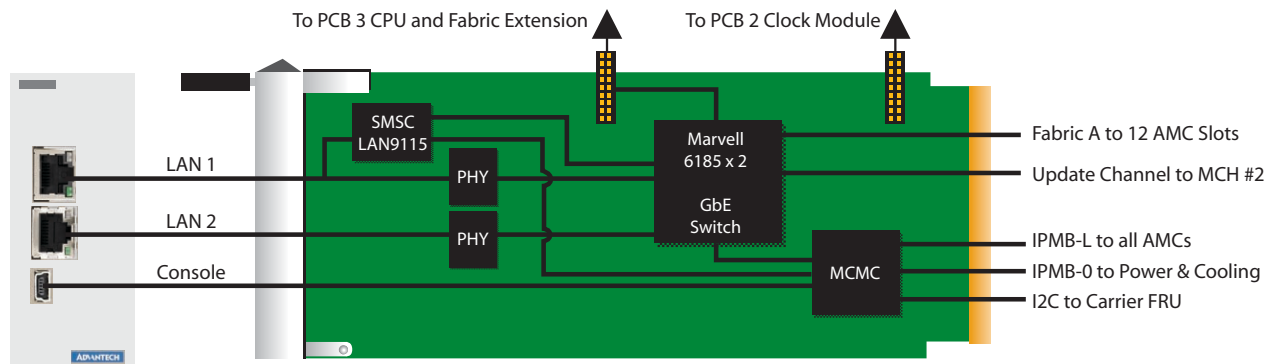 To PCB 3 CPU and Fabric Extension
To PCB 2 Clock Module
SMSC
LAN9115
Marvell
6185 x 2
GbE
Switch
Fabric A to 12 AMC Slots
LAN 1
PHY
Update Channel to MCH #2
LAN 2
PHY
IPMB-L to all AMCs
Console
MCMC
IPMB-0 to Power & Cooling
I2C to Carrier FRU
ADVANTECH